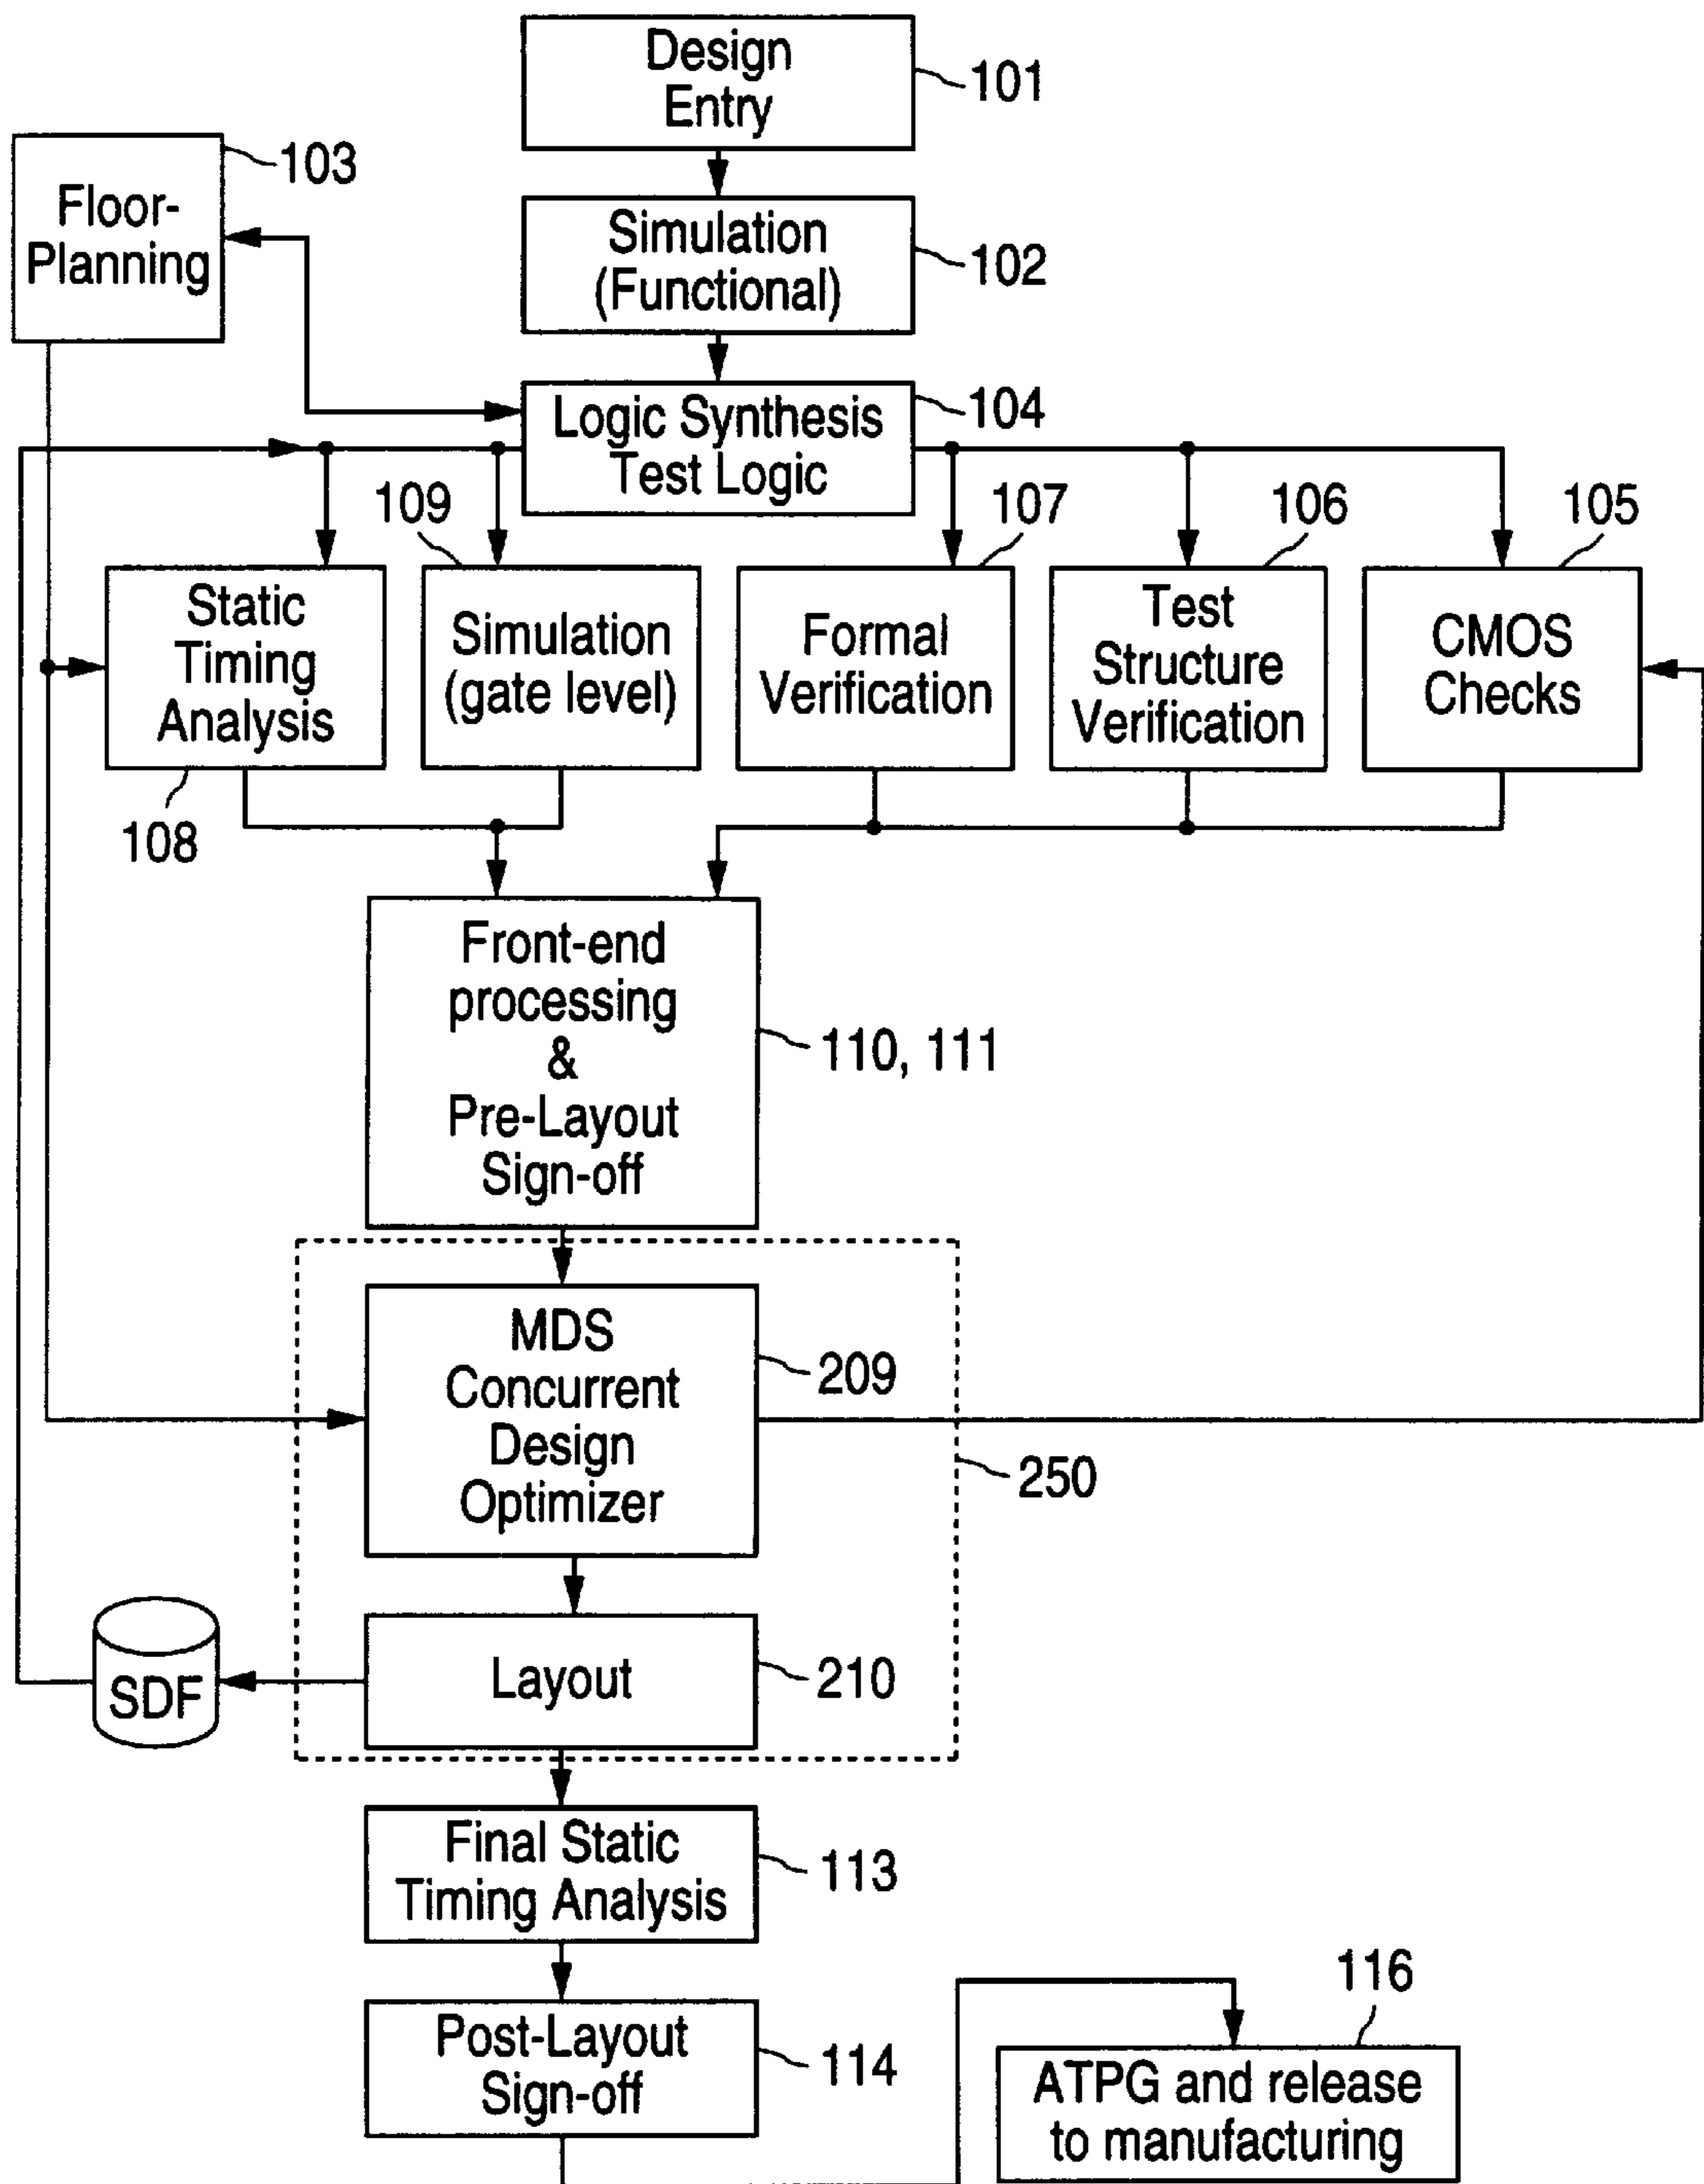 Design
Entry
101
103
Floor-
Planning
Simulation
(Functional)
102
Logic Synthesis
Test Logic
104
109
107
106
105
Static
Timing
Analysis
Simulation
(gate level)
Formal
Verification
Test
Structure
Verification
CMOS
Checks
108
Front-end
processing
&
Pre-Layout
Sign-off
110, 111
MDS
Concurrent
Design
Optimizer
209
250
SDF
Layout
210
Final Static
Timing Analysis
113
Post-Layout
Sign-off
114
116
ATPG and release
to manufacturing